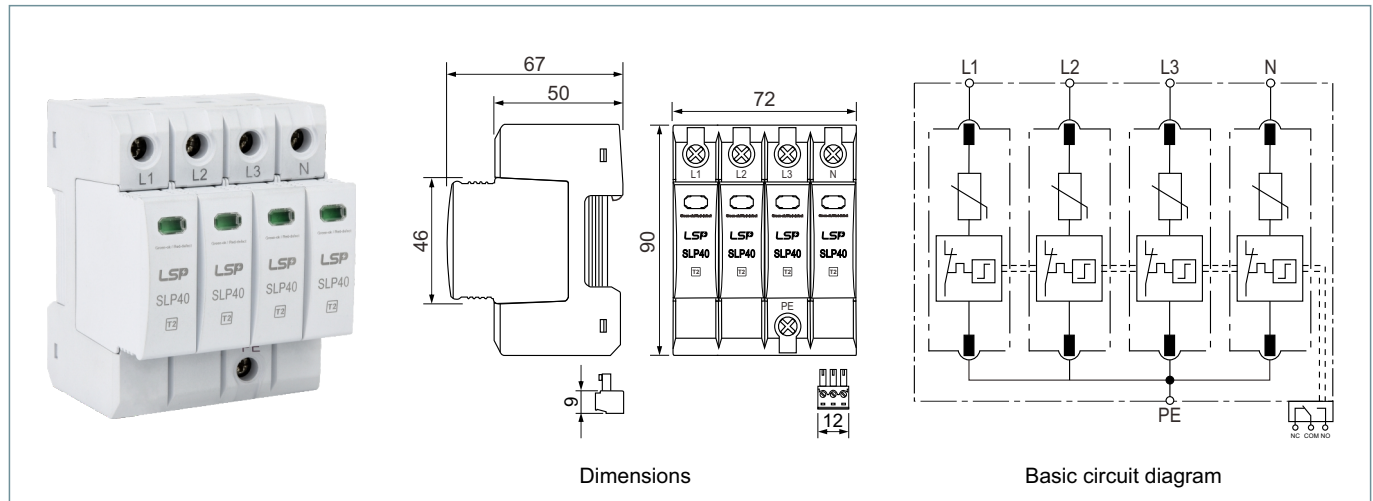 L1 L2 L3 N
LSP LSP LSP LSP
SLP40 SLP40 SLP40 SLP40
T2 T2 T2 T2
PE
67
50
46
9
72
90
L1 L2 L3 N
LSP LSP LSP LSP
SLP40 SLP40 SLP40 SLP40
T2 T2 T2 T2
PE
12
Dimensions
L1 L2 L3 N
PE
NC COM NO
Basic circuit diagram